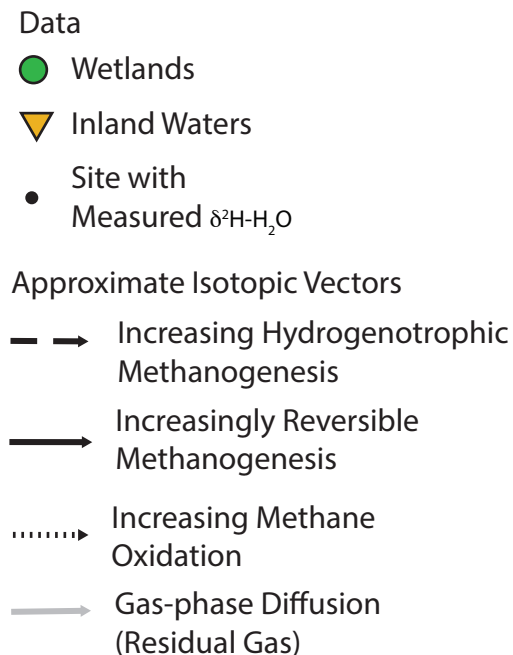 Data
Wetlands
Inland Waters
Site with
Measured δ²H-H₂O
Approximate Isotopic Vectors
Increasing Hydrogenotrophic
Methanogenesis
Increasingly Reversible
Methanogenesis
Increasing Methane
Oxidation
Gas-phase Diffusion
(Residual Gas)